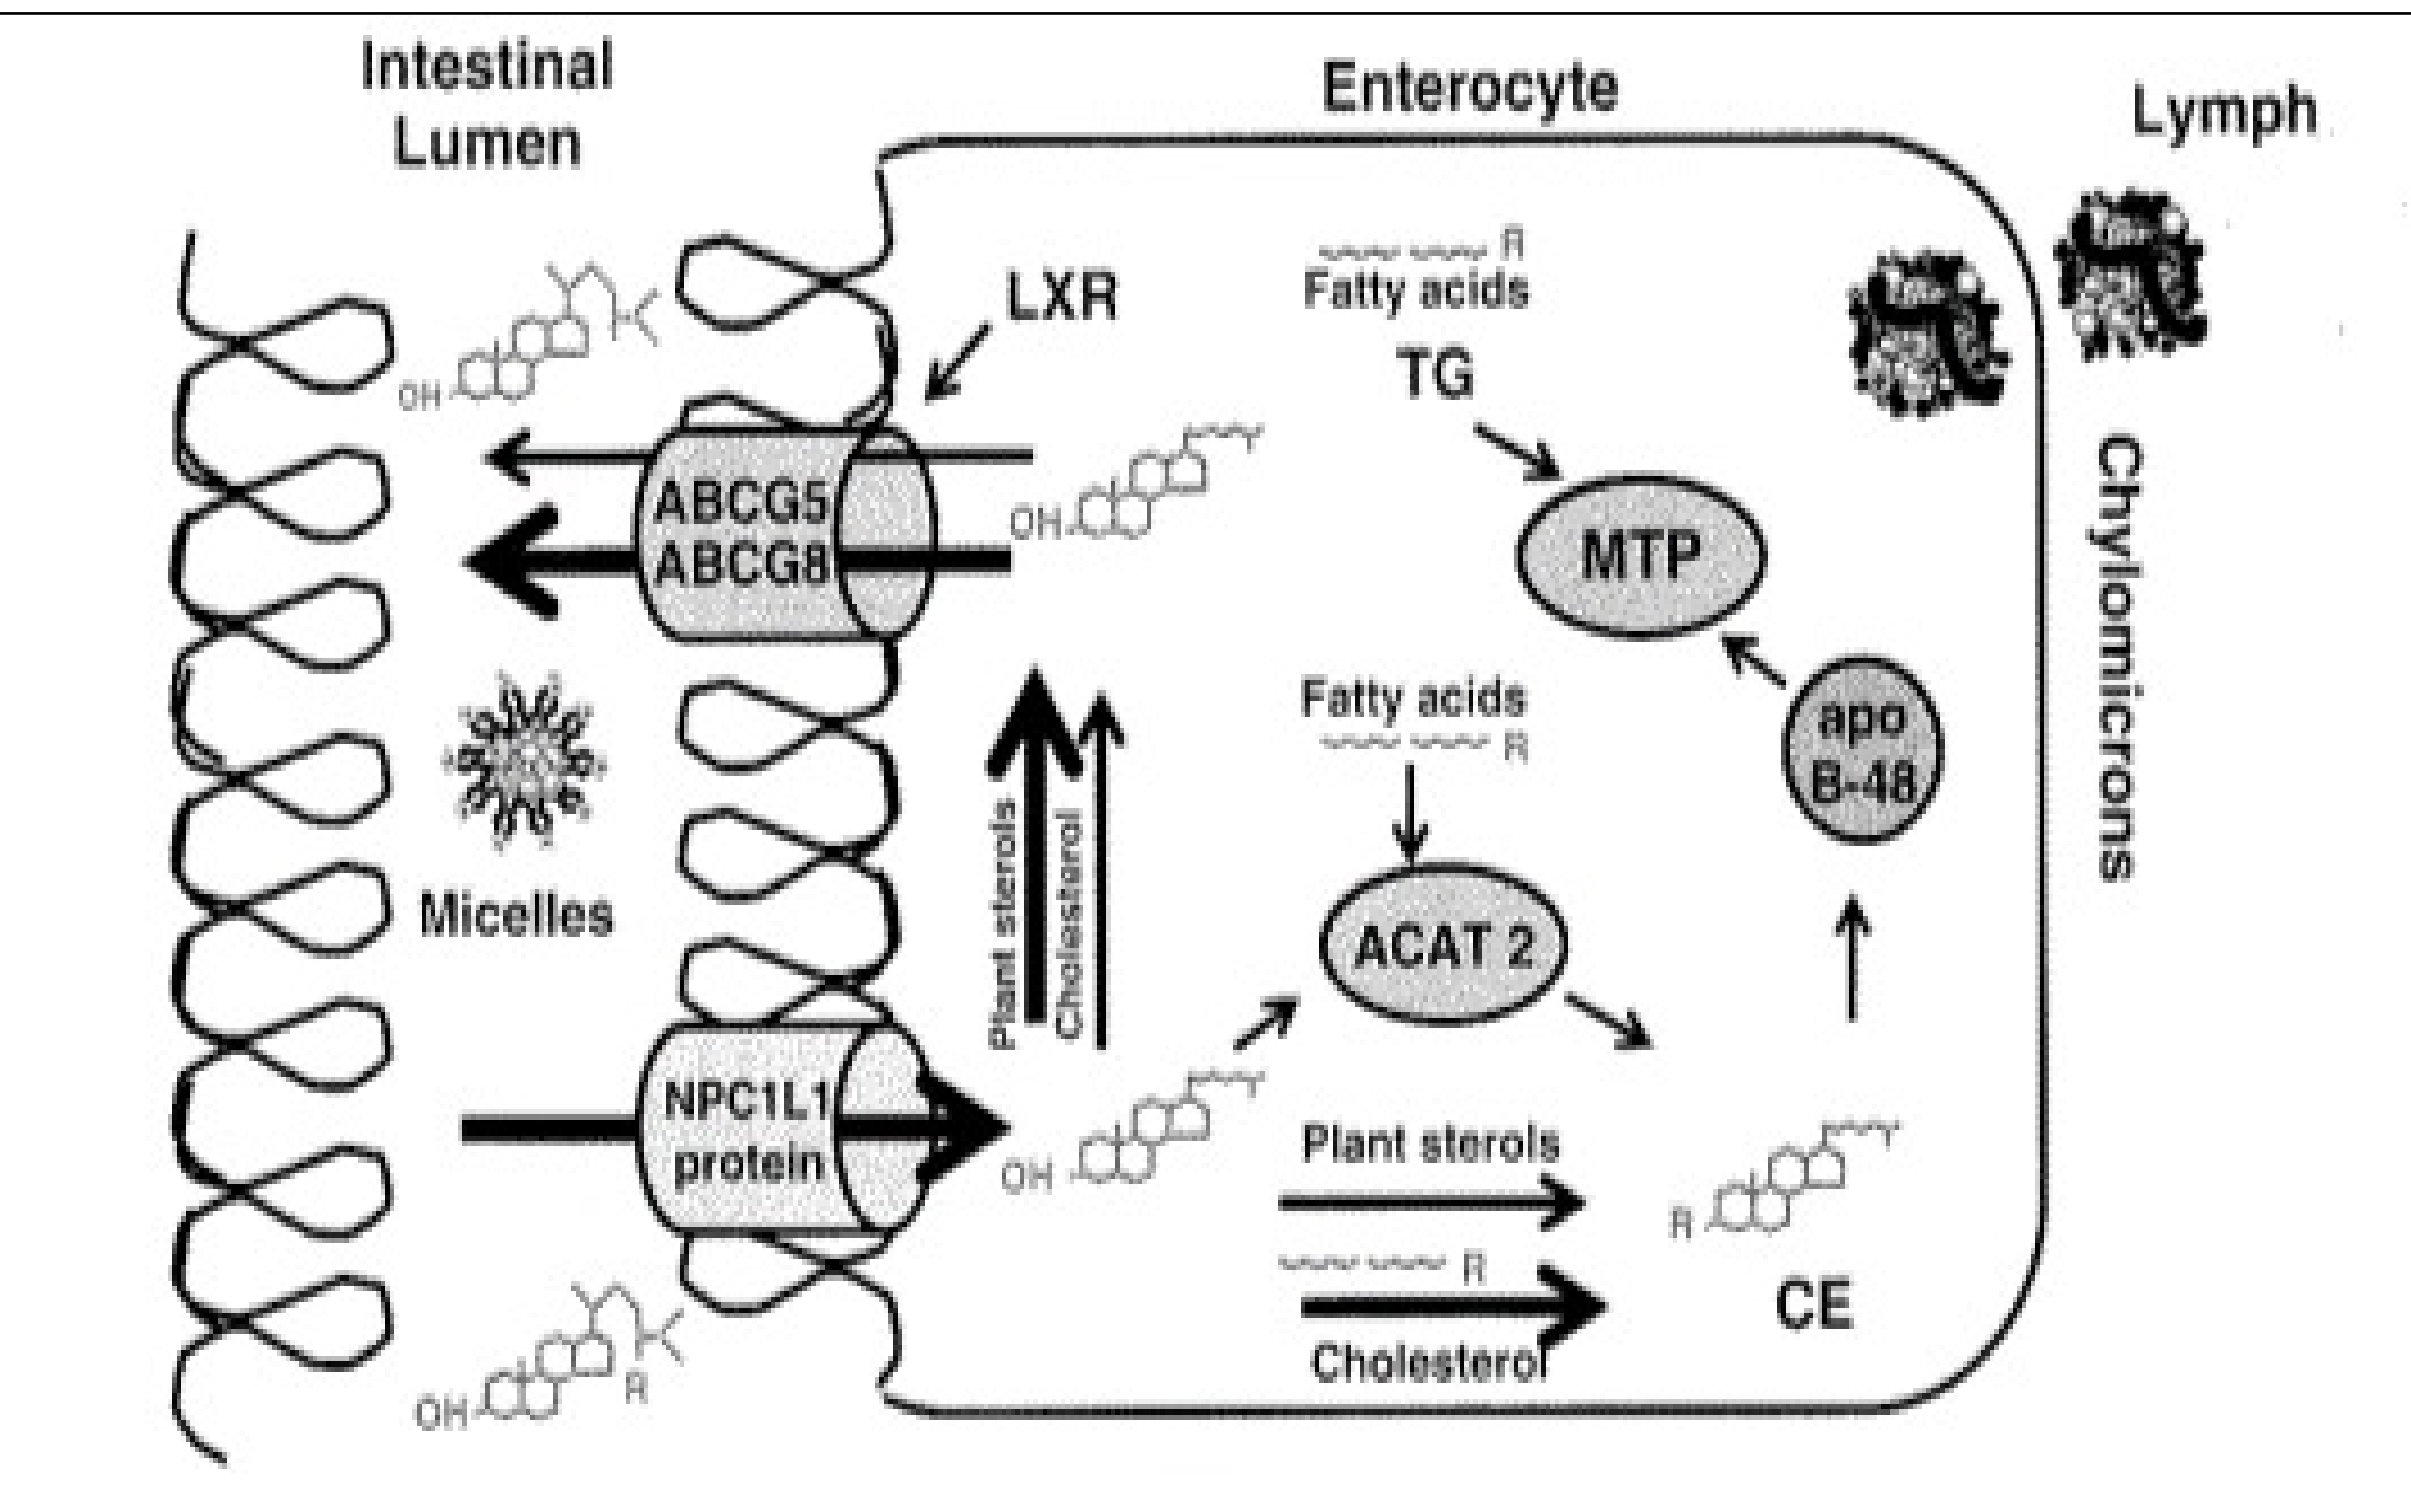 Intestinal
Lumen
Enterocyte
Lymph
R
Fatty acids
LXR
TG
OH
ABCG5
ABCG8
OH
MTP
Chylomicrons
Fatty acids
R
apo
B-48
Plant sterols
Cholesterol
Micelles
ACAT 2
NPC1L1
protein
OH
Plant sterols
R
R
Cholesterol
CE
R
OH